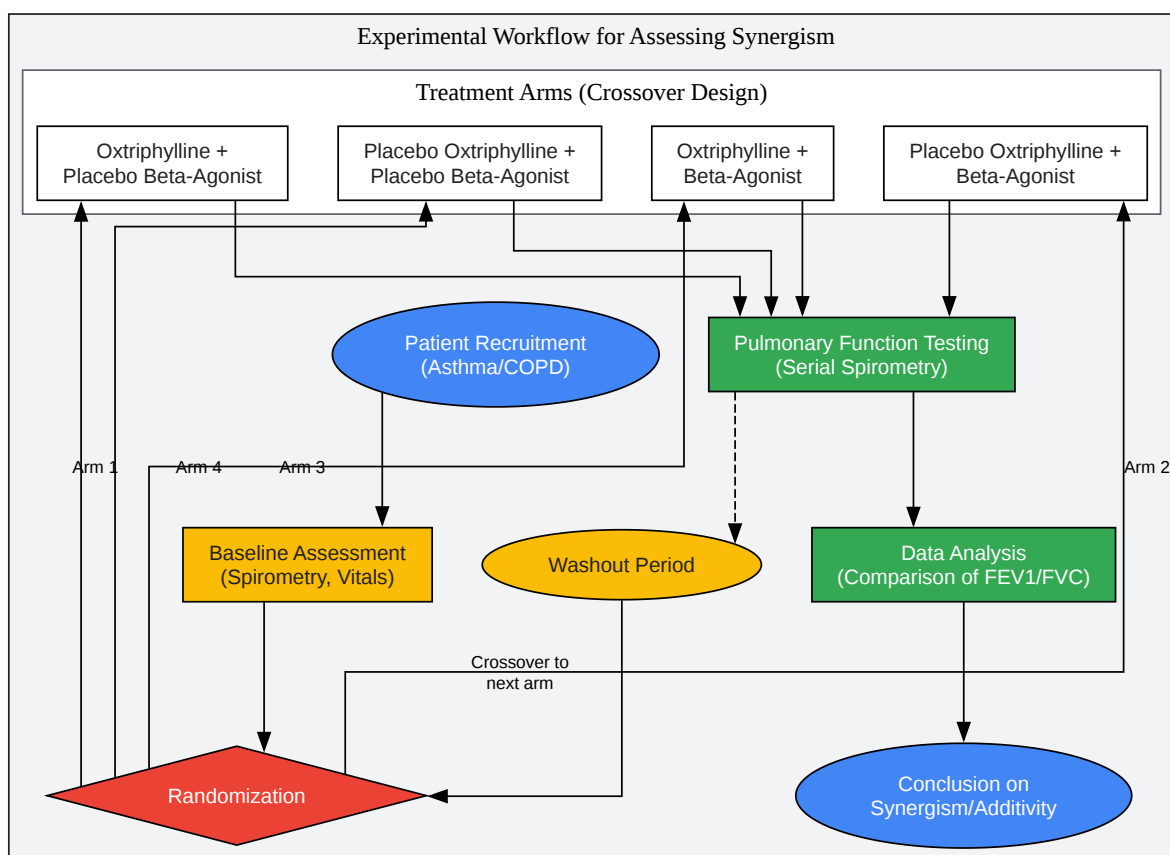 Experimental Workflow for Assessing Synergism
Treatment Arms (Crossover Design)
Oxtriphylline +
Placebo Beta-Agonist
Placebo Oxtriphylline +
Placebo Beta-Agonist
Oxtriphylline +
Beta-Agonist
Placebo Oxtriphylline +
Beta-Agonist
Patient Recruitment
(Asthma/COPD)
Pulmonary Function Testing
(Serial Spirometry)
Arm 1
Arm 4
Arm 3
Arm 2
Baseline Assessment
(Spirometry, Vitals)
Washout Period
Data Analysis
(Comparison of FEV1/FVC)
Crossover to
next arm
Randomization
Conclusion on
Synergism/Additivity